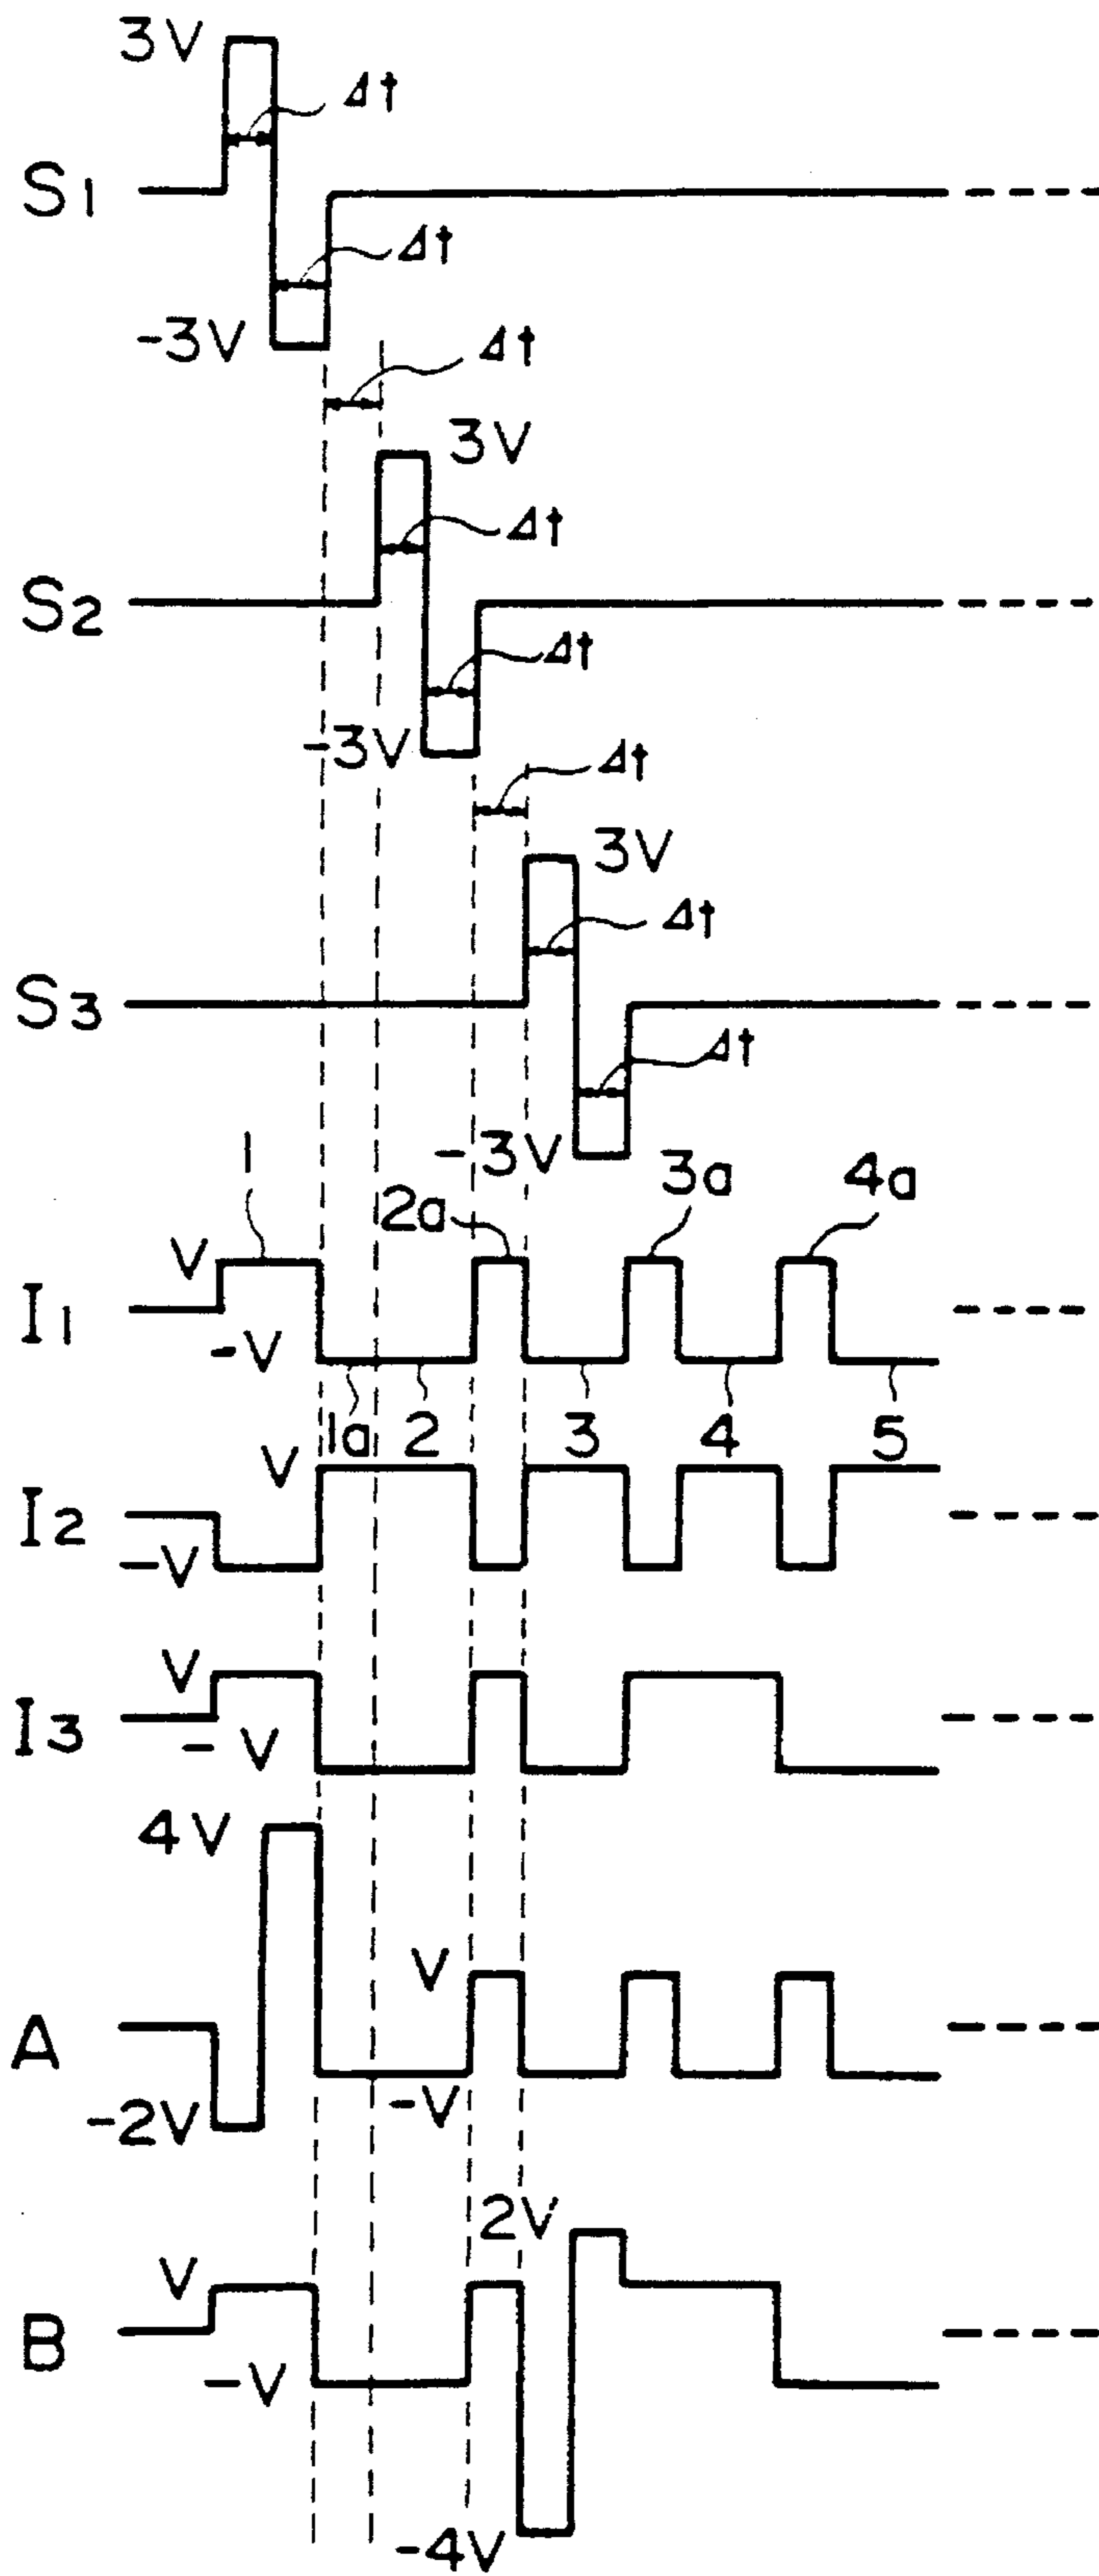 3V
Δt
S1
Δt
-3V
Δt
3V
Δt
S2
Δt
-3V
Δt
3V
Δt
S3
Δt
-3V
1
2a
3a
4a
V
I1
-V
1a
2
3
4
5
V
I2
-V
V
I3
-V
4V
V
A
-V
-2V
2V
V
B
-V
-4V